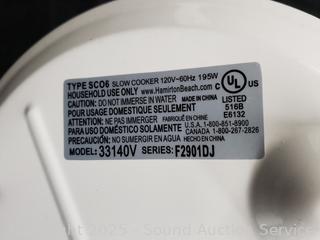 TYPE SC06 SLOW COOKER 120V~60Hz 195W
HOUSEHOLD USE ONLY www.HamiltonBeach.com
CAUTION: DO NOT IMMERSE IN WATER MADE IN CHINA
POUR USAGE DOMESTIQUE SEULEMENT
ATTENTION: NE PAS IMMERGER FABRIQUÉ EN CHINE
PARA USO DOMÉSTICO SOLAMENTE
PRECAUCIÓN: NO SUMERGIR EN AGUA HECHO EN CHINA
MODEL: 33140V SERIES: F2901DJ
C UL US
LISTED
516B
E6132
U.S.A. 1-800-851-8900
CANADA 1-800-267-2826
© 2025 - Sound Auction Service